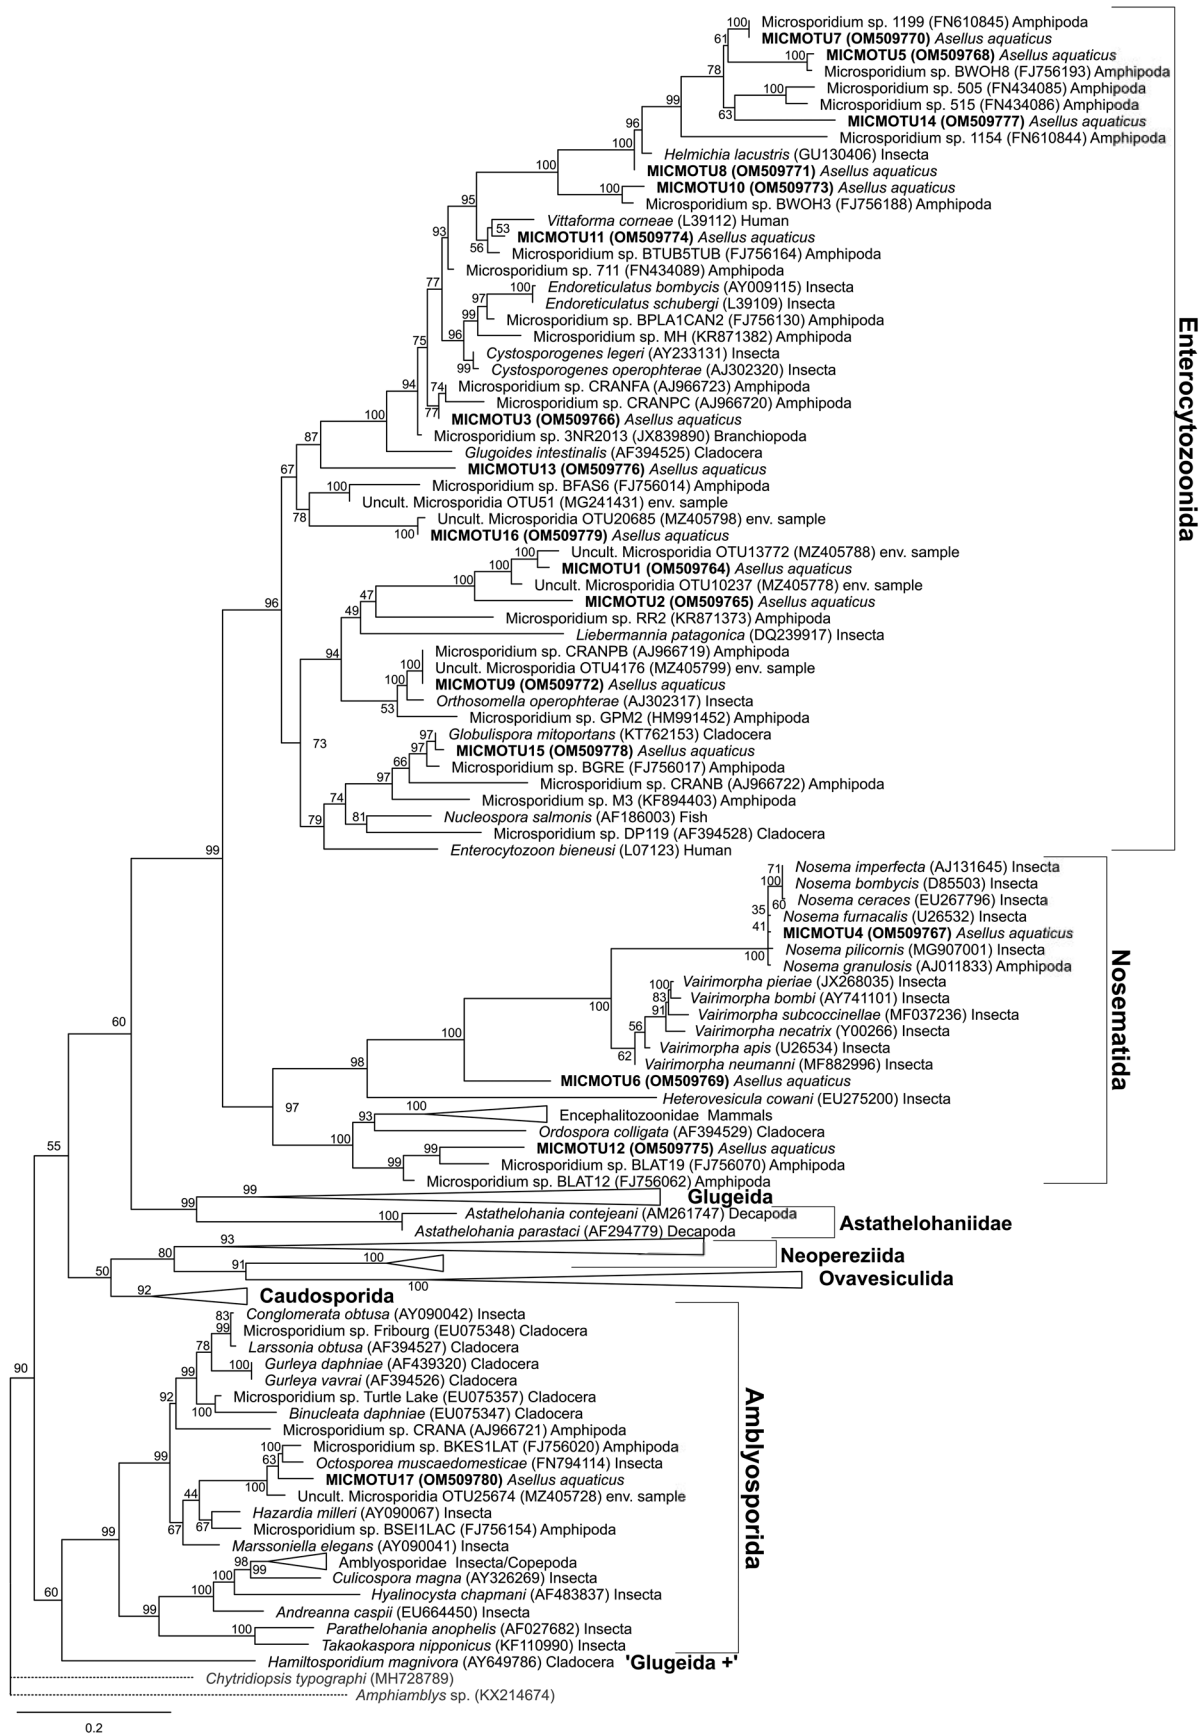 100 Microsporidium sp. 1199 (FN610845) Amphipoda
61 MICMOTU7 (OM509770) Asellus aquaticus
100 MICMOTU5 (OM509768) Asellus aquaticus
78 Microsporidium sp. BWOH8 (FJ756193) Amphipoda
100 Microsporidium sp. 505 (FN434085) Amphipoda
99 Microsporidium sp. 515 (FN434086) Amphipoda
63 MICMOTU14 (OM509777) Asellus aquaticus
96 Microsporidium sp. 1154 (FN610844) Amphipoda
100 Helmichia lacustris (GU130406) Insecta
100 MICMOTU8 (OM509771) Asellus aquaticus
100 MICMOTU10 (OM509773) Asellus aquaticus
95 Microsporidium sp. BWOH3 (FJ756188) Amphipoda
Vittaforma corneae (L39112) Human
93 53 MICMOTU11 (OM509774) Asellus aquaticus
56 Microsporidium sp. BTUB5TUB (FJ756164) Amphipoda
Microsporidium sp. 711 (FN434089) Amphipoda
77 100 Endoreticulatus bombycis (AY009115) Insecta
97 Endoreticulatus schubergi (L39109) Insecta
99 Microsporidium sp. BPLA1CAN2 (FJ756130) Amphipoda
75 96 Microsporidium sp. MH (KR871382) Amphipoda
Cystosporogenes legeri (AY233131) Insecta
99 Cystosporogenes operophterae (AJ302320) Insecta
94 74 Microsporidium sp. CRANFA (AJ966723) Amphipoda
Microsporidium sp. CRANPC (AJ966720) Amphipoda
100 77 MICMOTU3 (OM509766) Asellus aquaticus
Microsporidium sp. 3NR2013 (JX839890) Branchiopoda
87 Glugoides intestinalis (AF394525) Cladocera
67 MICMOTU13 (OM509776) Asellus aquaticus
100 Microsporidium sp. BFAS6 (FJ756014) Amphipoda
Uncult. Microsporidia OTU51 (MG241431) env. sample
78 Uncult. Microsporidia OTU20685 (MZ405798) env. sample
100 MICMOTU16 (OM509779) Asellus aquaticus
Enterocytozoonida
100 Uncult. Microsporidia OTU13772 (MZ405788) env. sample
100 MICMOTU1 (OM509764) Asellus aquaticus
100 Uncult. Microsporidia OTU10237 (MZ405778) env. sample
96 47 MICMOTU2 (OM509765) Asellus aquaticus
49 Microsporidium sp. RR2 (KR871373) Amphipoda
Liebermannia patagonica (DQ239917) Insecta
94 Microsporidium sp. CRANPB (AJ966719) Amphipoda
100 Uncult. Microsporidia OTU4176 (MZ405799) env. sample
100 MICMOTU9 (OM509772) Asellus aquaticus
53 Orthosomella operophterae (AJ302317) Insecta
Microsporidium sp. GPM2 (HM991452) Amphipoda
73 97 Globulispora mitoportans (KT762153) Cladocera
97 MICMOTU15 (OM509778) Asellus aquaticus
66 Microsporidium sp. BGRE (FJ756017) Amphipoda
97 Microsporidium sp. CRANB (AJ966722) Amphipoda
74 Microsporidium sp. M3 (KF894403) Amphipoda
79 81 Nucleospora salmonis (AF186003) Fish
Microsporidium sp. DP119 (AF394528) Cladocera
99 Enterocytozoon bieneusi (L07123) Human
71 Nosema imperfecta (AJ131645) Insecta
100 Nosema bombycis (D85503) Insecta
60 Nosema ceraces (EU267796) Insecta
35 Nosema furnacalis (U26532) Insecta
41 MICMOTU4 (OM509767) Asellus aquaticus
100 Nosema pilicornis (MG907001) Insecta
Nosema granulosis (AJ011833) Amphipoda
100 Vairimorpha pieriae (JX268035) Insecta
100 83 Vairimorpha bombi (AY741101) Insecta
91 Vairimorpha subcoccinellae (MF037236) Insecta
60 100 56 Vairimorpha necatrix (Y00266) Insecta
62 Vairimorpha apis (U26534) Insecta
98 Vairimorpha neumanni (MF882996) Insecta
MICMOTU6 (OM509769) Asellus aquaticus
Nosematida
Heterovesicula cowani (EU275200) Insecta
97 93 100 Encephalitozoonidae Mammals
100 Ordospora colligata (AF394529) Cladocera
55 99 MICMOTU12 (OM509775) Asellus aquaticus
99 Microsporidium sp. BLAT19 (FJ756070) Amphipoda
Microsporidium sp. BLAT12 (FJ756062) Amphipoda
99 Glugeida
99 100 Astathelohania contejeani (AM261747) Decapoda
Astathelohaniidae
Astathelohania parastaci (AF294779) Decapoda
93
80 100 Neopereziida
50 91 100 Ovavesiculida
92 Caudosporida
83 Conglomerata obtusa (AY090042) Insecta
99 Microsporidium sp. Fribourg (EU075348) Cladocera
78 Larssonia obtusa (AF394527) Cladocera
90 99 100 Gurleya daphniae (AF439320) Cladocera
Gurleya vavrai (AF394526) Cladocera
92 Microsporidium sp. Turtle Lake (EU075357) Cladocera
100 Binucleata daphniae (EU075347) Cladocera
Microsporidium sp. CRANA (AJ966721) Amphipoda
100 Microsporidium sp. BKES1LAT (FJ756020) Amphipoda
99 63 Octosporea muscaedomesticae (FN794114) Insecta
MICMOTU17 (OM509780) Asellus aquaticus
44 100 Uncult. Microsporidia OTU25674 (MZ405728) env. sample
Hazardia milleri (AY090067) Insecta
99 67 67 Microsporidium sp. BSEI1LAC (FJ756154) Amphipoda
Marssoniella elegans (AY090041) Insecta
Amblyosporida
98 Amblyosporidae Insecta/Copepoda
99 Culicospora magna (AY326269) Insecta
60 100 Hyalinocysta chapmani (AF483837) Insecta
99 100 Andreanna caspii (EU664450) Insecta
100 Parathelohania anophelis (AF027682) Insecta
Takaokaspora nipponicus (KF110990) Insecta
Hamiltosporidium magnivora (AY649786) Cladocera 'Glugeida +'
Chytridiopsis typographi (MH728789)
Amphiamblys sp. (KX214674)
0.2